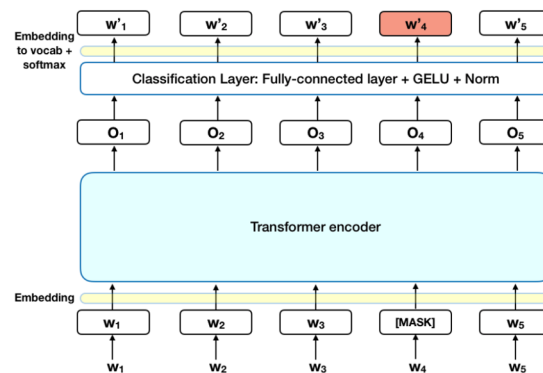 w'₁ w'₂ w'₃ w'₄ w'₅
Embedding
to vocab +
softmax
Classification Layer: Fully-connected layer + GELU + Norm
O₁ O₂ O₃ O₄ O₅
Transformer encoder
Embedding
w₁ w₂ w₃ [MASK] w₅
w₁ w₂ w₃ w₄ w₅